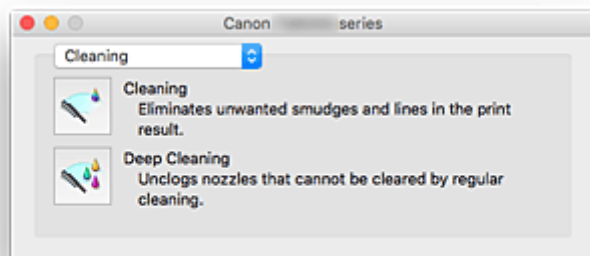 Canon series
Cleaning
Cleaning
Eliminates unwanted smudges and lines in the print
result.
Deep Cleaning
Unclogs nozzles that cannot be cleared by regular
cleaning.